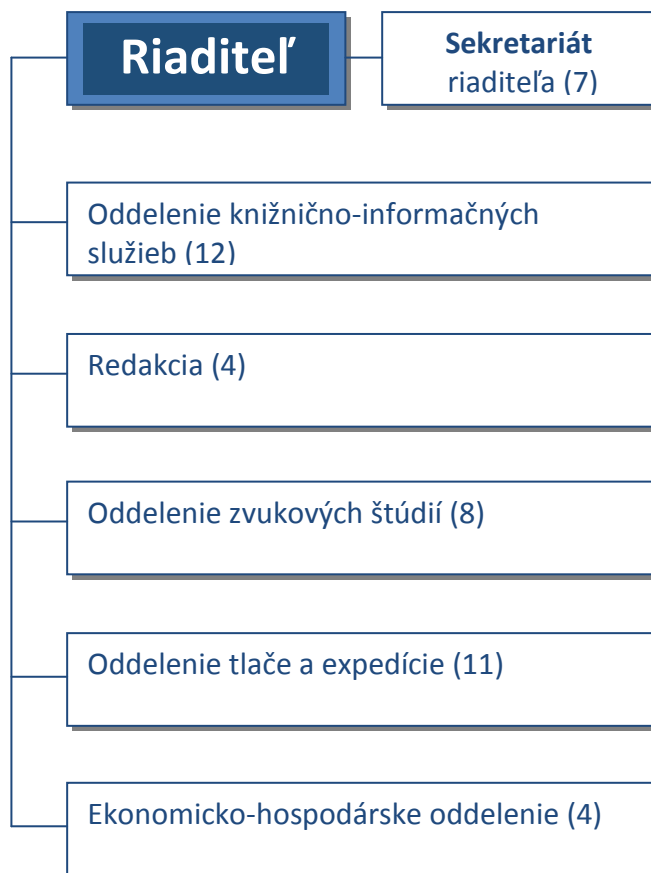 Riaditeľ
Sekretariát
riaditeľa (7)
Oddelenie knižnično-informačných
služieb (12)
Redakcia (4)
Oddelenie zvukových štúdií (8)
Oddelenie tlače a expedície (11)
Ekonomicko-hospodárske oddelenie (4)